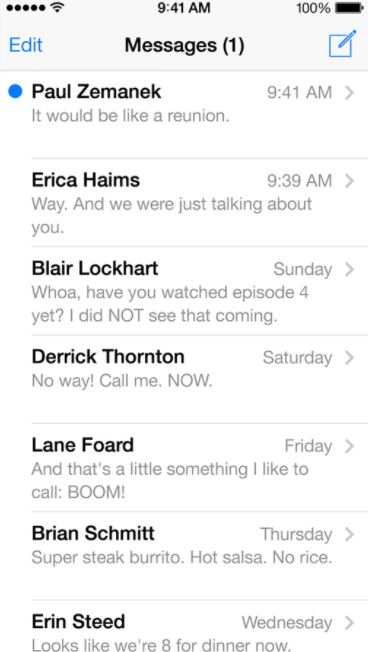 9:41 AM 100%
Edit Messages (1)
Paul Zemanek 9:41 AM
It would be like a reunion.
Erica Haims 9:39 AM
Way. And we were just talking about
you.
Blair Lockhart Sunday
Whoa, have you watched episode 4
yet? I did NOT see that coming.
Derrick Thornton Saturday
No way! Call me. NOW.
Lane Foard Friday
And that's a little something I like to
call: BOOM!
Brian Schmitt Thursday
Super steak burrito. Hot salsa. No rice.
Erin Steed Wednesday
Looks like we're 8 for dinner now.